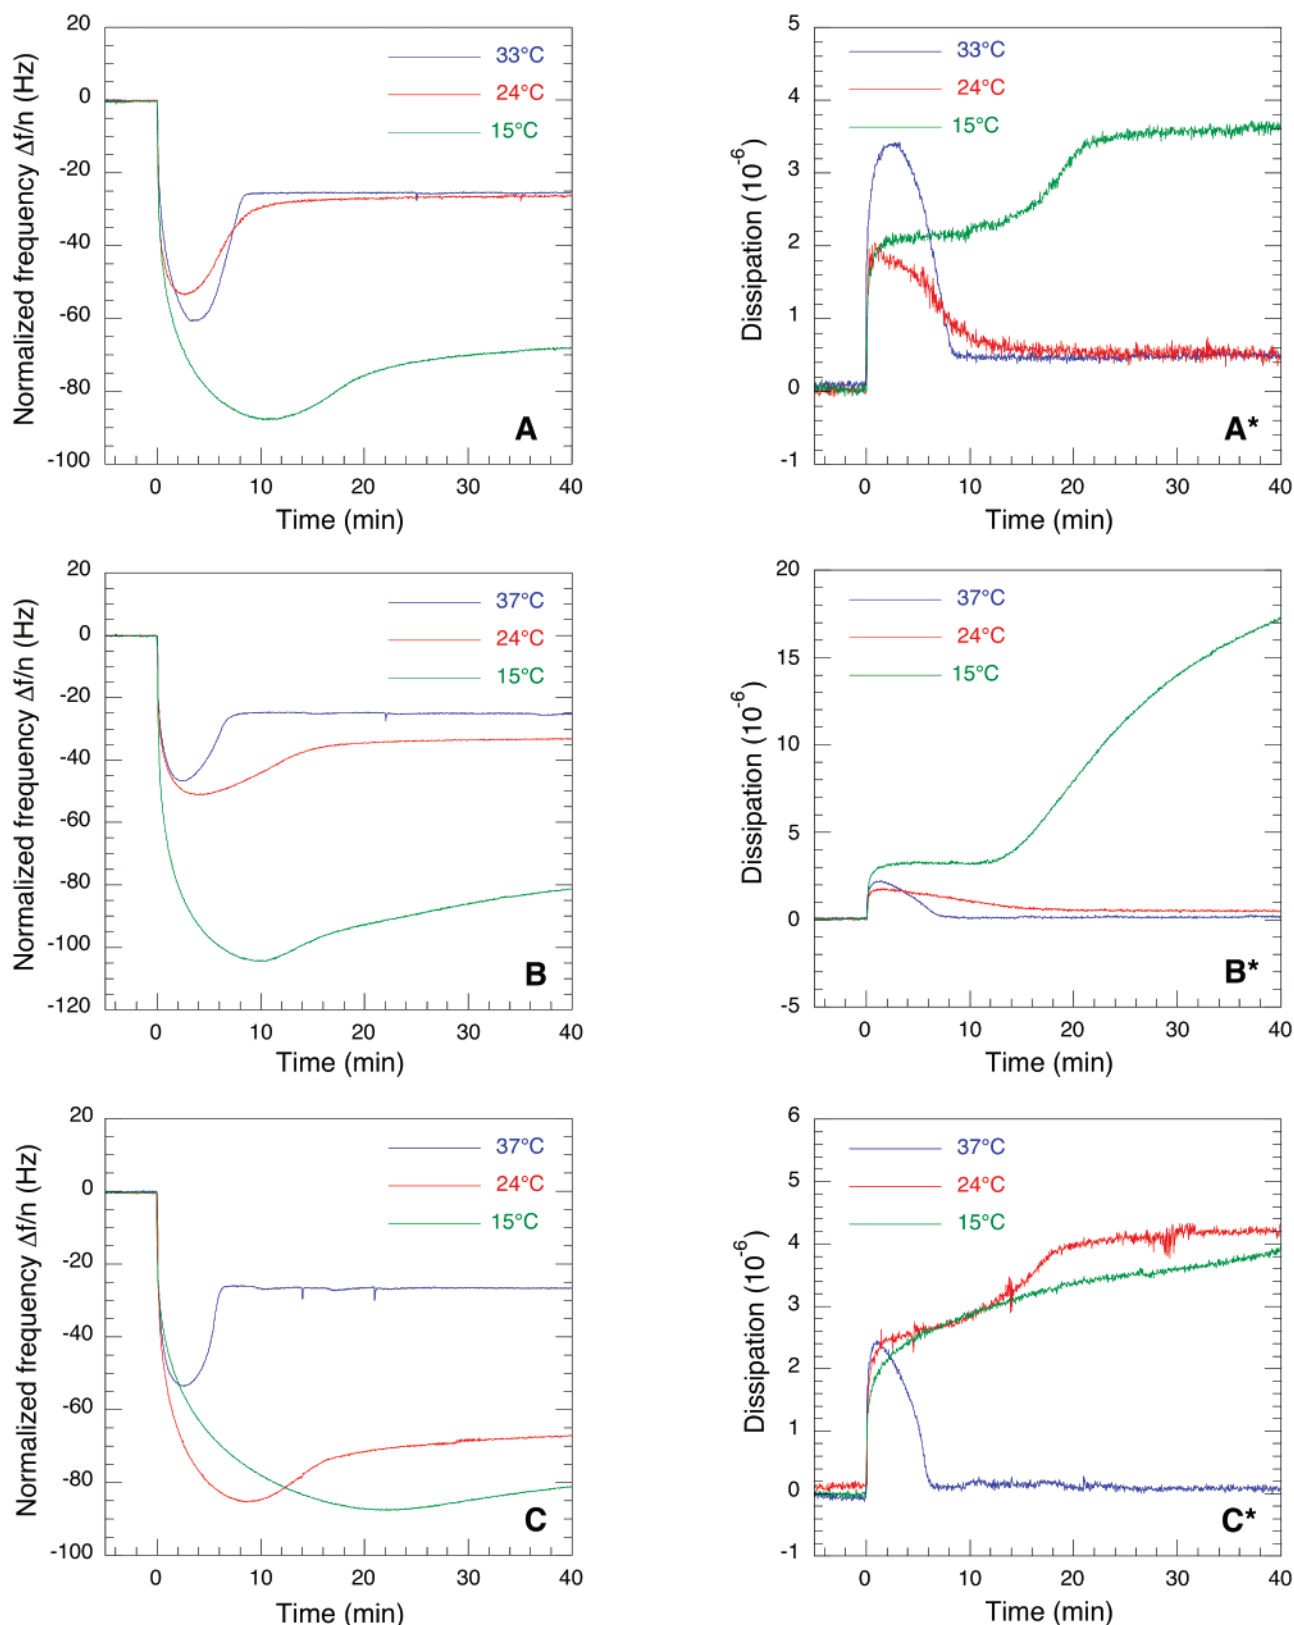 20
0
-20
-40
-60
-80
-100
Normalized frequency Δf/n (Hz)
33°C
24°C
15°C
A
0
10
20
30
40
Time (min)
5
4
3
2
1
0
-1
Dissipation (10-6)
33°C
24°C
15°C
A*
0
10
20
30
40
Time (min)
20
0
-20
-40
-60
-80
-100
-120
Normalized frequency Δf/n (Hz)
37°C
24°C
15°C
B
0
10
20
30
40
Time (min)
20
15
10
5
0
-5
Dissipation (10-6)
37°C
24°C
15°C
B*
0
10
20
30
40
Time (min)
20
0
-20
-40
-60
-80
-100
Normalized frequency Δf/n (Hz)
37°C
24°C
15°C
C
0
10
20
30
40
Time (min)
6
5
4
3
2
1
0
-1
Dissipation (10-6)
37°C
24°C
15°C
C*
0
10
20
30
40
Time (min)